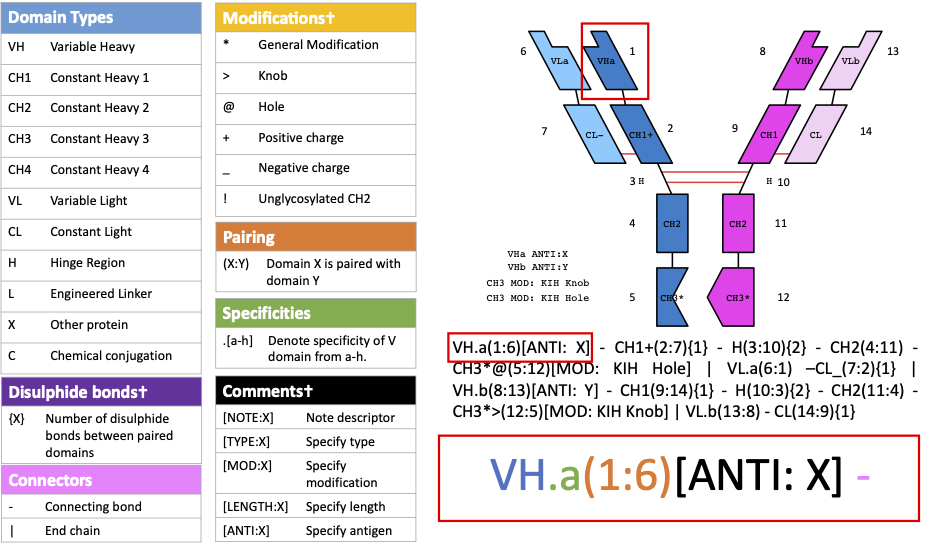 Domain Types
VH Variable Heavy
CH1 Constant Heavy 1
CH2 Constant Heavy 2
CH3 Constant Heavy 3
CH4 Constant Heavy 4
VL Variable Light
CL Constant Light
H Hinge Region
L Engineered Linker
X Other protein
C Chemical conjugation
Disulphide bonds†
{X} Number of disulphide
bonds between paired
domains
Connectors
- Connecting bond
| End chain
Modifications†
* General Modification
> Knob
@ Hole
+ Positive charge
_ Negative charge
! Unglycosylated CH2
Pairing
(X:Y) Domain X is paired with
domain Y
Specificities
.[a-h] Denote specificity of V
domain from a-h.
Comments†
[NOTE:X] Note descriptor
[TYPE:X] Specify type
[MOD:X] Specify
modification
[LENGTH:X] Specify length
[ANTI:X] Specify antigen
6 VLa VHa 1 8 VHb VLb 13
7 CL- CH1+ 2 9 CH1 CL 14
3 H H 10
4 CH2 CH2 11
5 CH3* CH3* 12
VHa ANTI:X
VHb ANTI:Y
CH3 MOD: KIH Knob
CH3 MOD: KIH Hole
VH.a(1:6)[ANTI: X] - CH1+(2:7){1} - H(3:10){2} - CH2(4:11) -
CH3*@(5:12)[MOD: KIH Hole] | VL.a(6:1) –CL_(7:2){1} |
VH.b(8:13)[ANTI: Y] - CH1(9:14){1} - H(10:3){2} - CH2(11:4) -
CH3*>(12:5)[MOD: KIH Knob] | VL.b(13:8) - CL(14:9){1}
VH.a(1:6)[ANTI: X] -